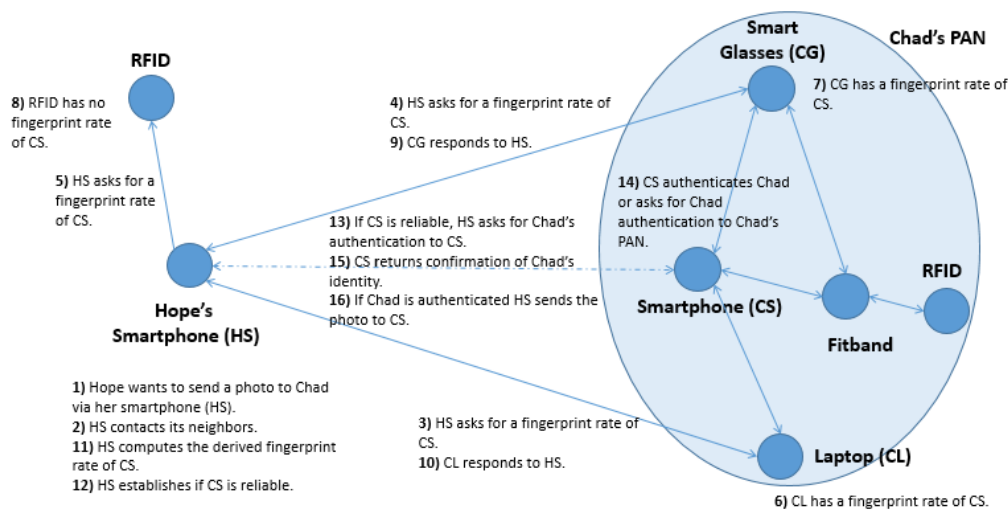 Smart
Glasses (CG)
Chad's PAN
RFID
8) RFID has no
fingerprint rate
of CS.
4) HS asks for a fingerprint rate of
CS.
9) CG responds to HS.
7) CG has a fingerprint rate of
CS.
5) HS asks for a
fingerprint rate
of CS.
14) CS authenticates Chad
or asks for Chad
authentication to Chad's
PAN.
13) If CS is reliable, HS asks for Chad's
authentication to CS.
15) CS returns confirmation of Chad's
identity.
16) If Chad is authenticated HS sends the
photo to CS.
RFID
Hope's
Smartphone (HS)
Smartphone (CS)
Fitband
1) Hope wants to send a photo to Chad
via her smartphone (HS).
2) HS contacts its neighbors.
11) HS computes the derived fingerprint
rate of CS.
12) HS establishes if CS is reliable.
3) HS asks for a fingerprint rate of
CS.
10) CL responds to HS.
Laptop (CL)
6) CL has a fingerprint rate of CS.